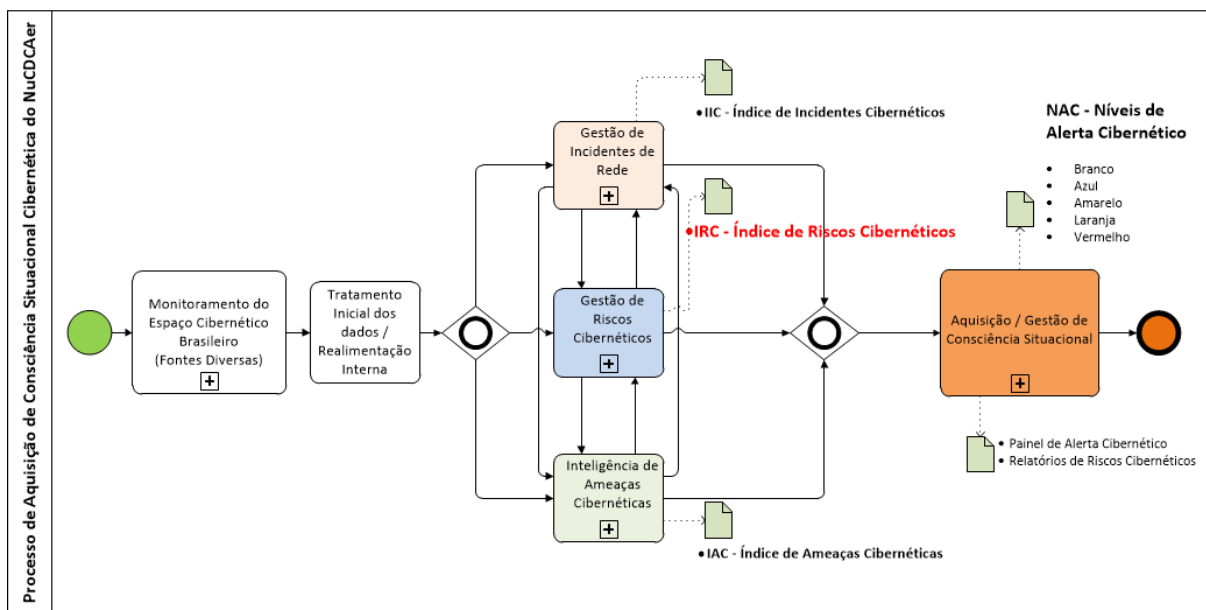 Processo de Aquisição de Consciência Situacional Cibernética do NucDCAer
Monitoramento do
Espaço Cibernético
Brasileiro
(Fontes Diversas)
Tratamento
Inicial dos
dados /
Realimentação
Interna
Gestão de
Incidentes de
Rede
•IIC - Índice de Incidentes Cibernéticos
•IRC - Índice de Riscos Cibernéticos
Gestão de
Riscos
Cibernéticos
Inteligência de
Ameaças
Cibernéticas
•IAC - Índice de Ameaças Cibernéticas
NAC - Níveis de
Alerta Cibernético
• Branco
• Azul
• Amarelo
• Laranja
• Vermelho
Aquisição / Gestão de
Consciência Situacional
• Painel de Alerta Cibernético
• Relatórios de Riscos Cibernéticos